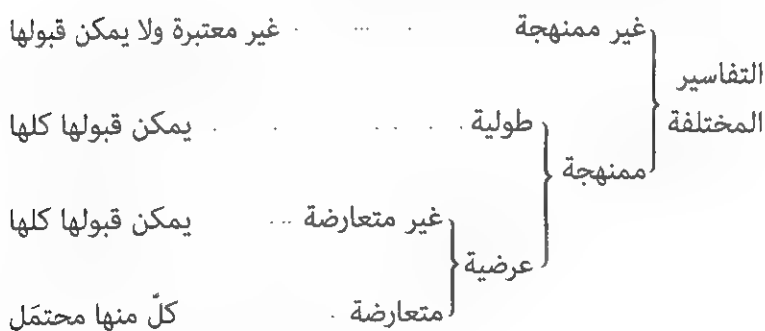 غير ممنهجة . ... . غير معتبرة ولا يمكن قبولها
التفاسير
المختلفة
طولية . . . . . . يمكن قبولها كلها
ممنهجة
غير متعارضة ... يمكن قبولها كلها
عرضية
متعارضة . كلّ منها محتمَل